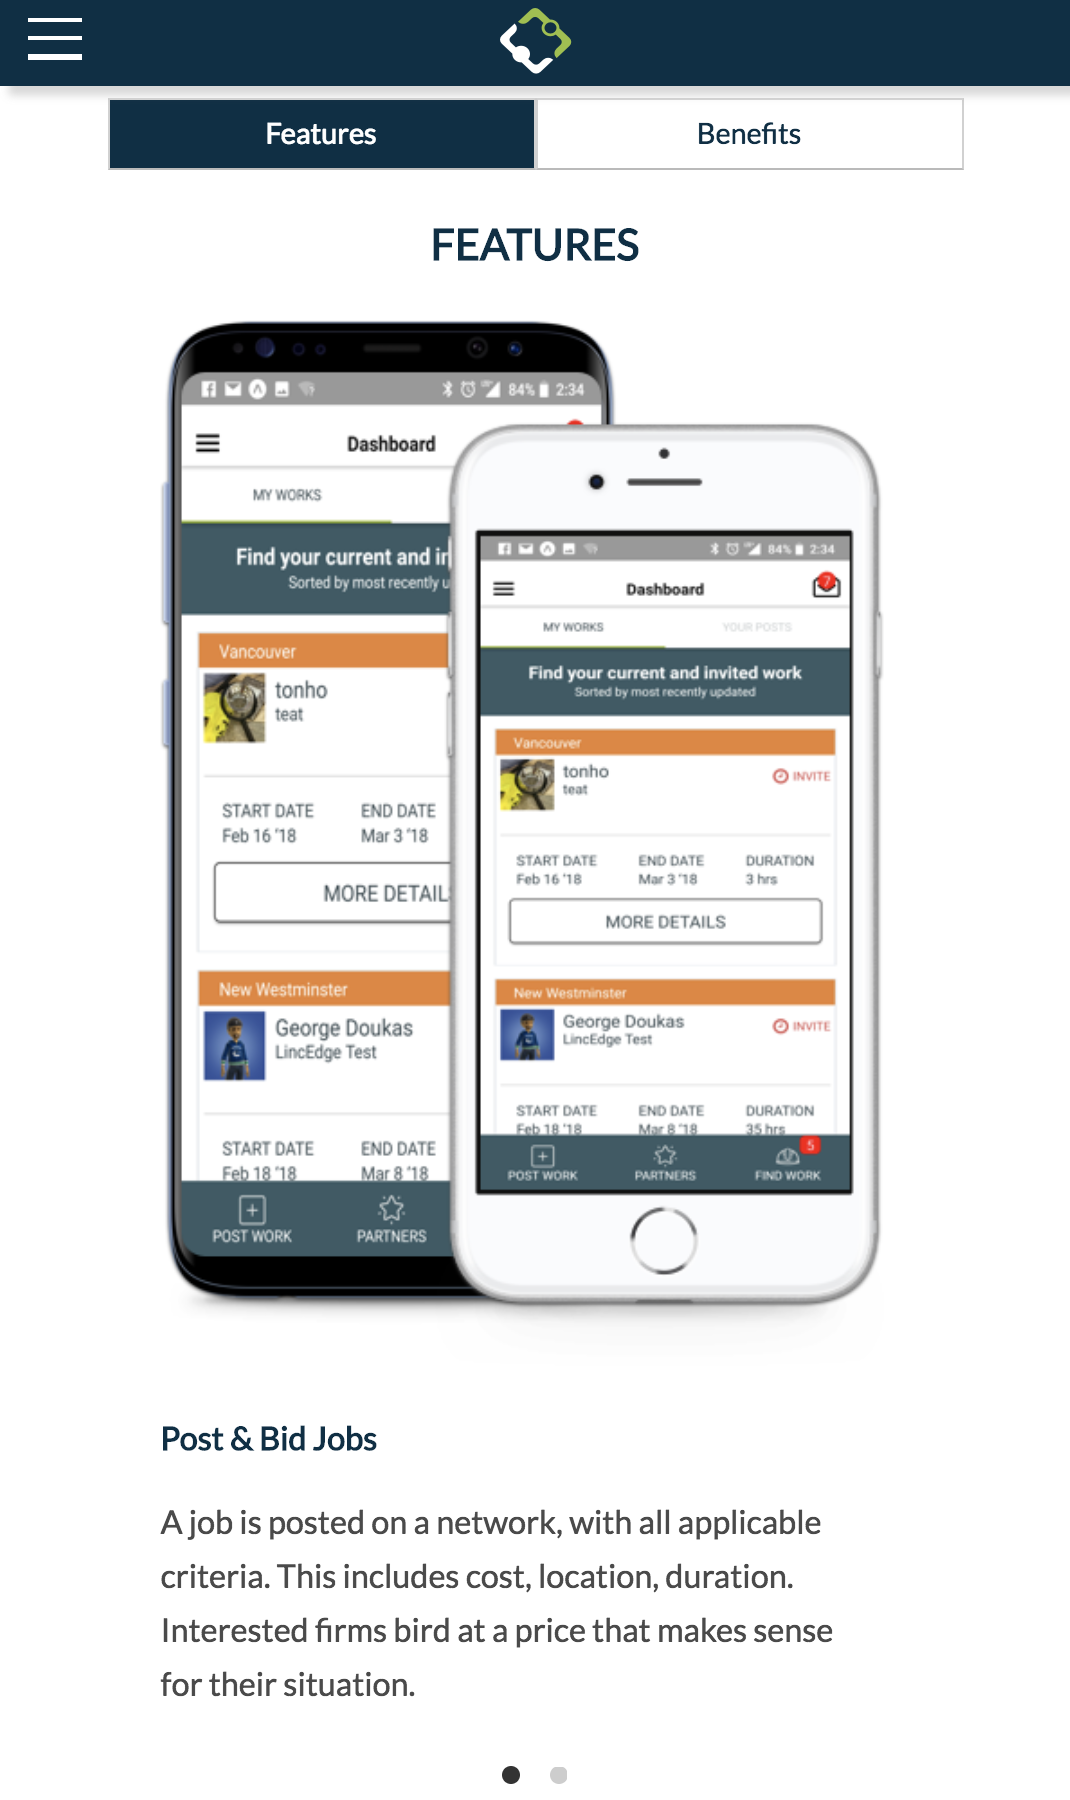 Features
Benefits
FEATURES
84% 2:34
Dashboard
MY WORKS
Find your current and in
Sorted by most recently u
Vancouver
tonho
teat
START DATE
END DATE
Feb 16 '18
Mar 3 '18
MORE DETAILS
New Westminster
George Doukas
LincEdge Test
START DATE
END DATE
Feb 18 '18
Mar 8 '18
POST WORK
PARTNERS
84% 2:34
Dashboard
7
MY WORKS
YOUR POSTS
Find your current and invited work
Sorted by most recently updated
Vancouver
tonho
teat
INVITE
START DATE
END DATE
DURATION
Feb 16 '18
Mar 3 '18
3 hrs
MORE DETAILS
New Westminster
George Doukas
LincEdge Test
INVITE
START DATE
END DATE
DURATION
Feb 18 '18
Mar 8 '18
35 hrs
5
POST WORK
PARTNERS
FIND WORK
Post & Bid Jobs
A job is posted on a network, with all applicable
criteria. This includes cost, location, duration.
Interested firms bird at a price that makes sense
for their situation.